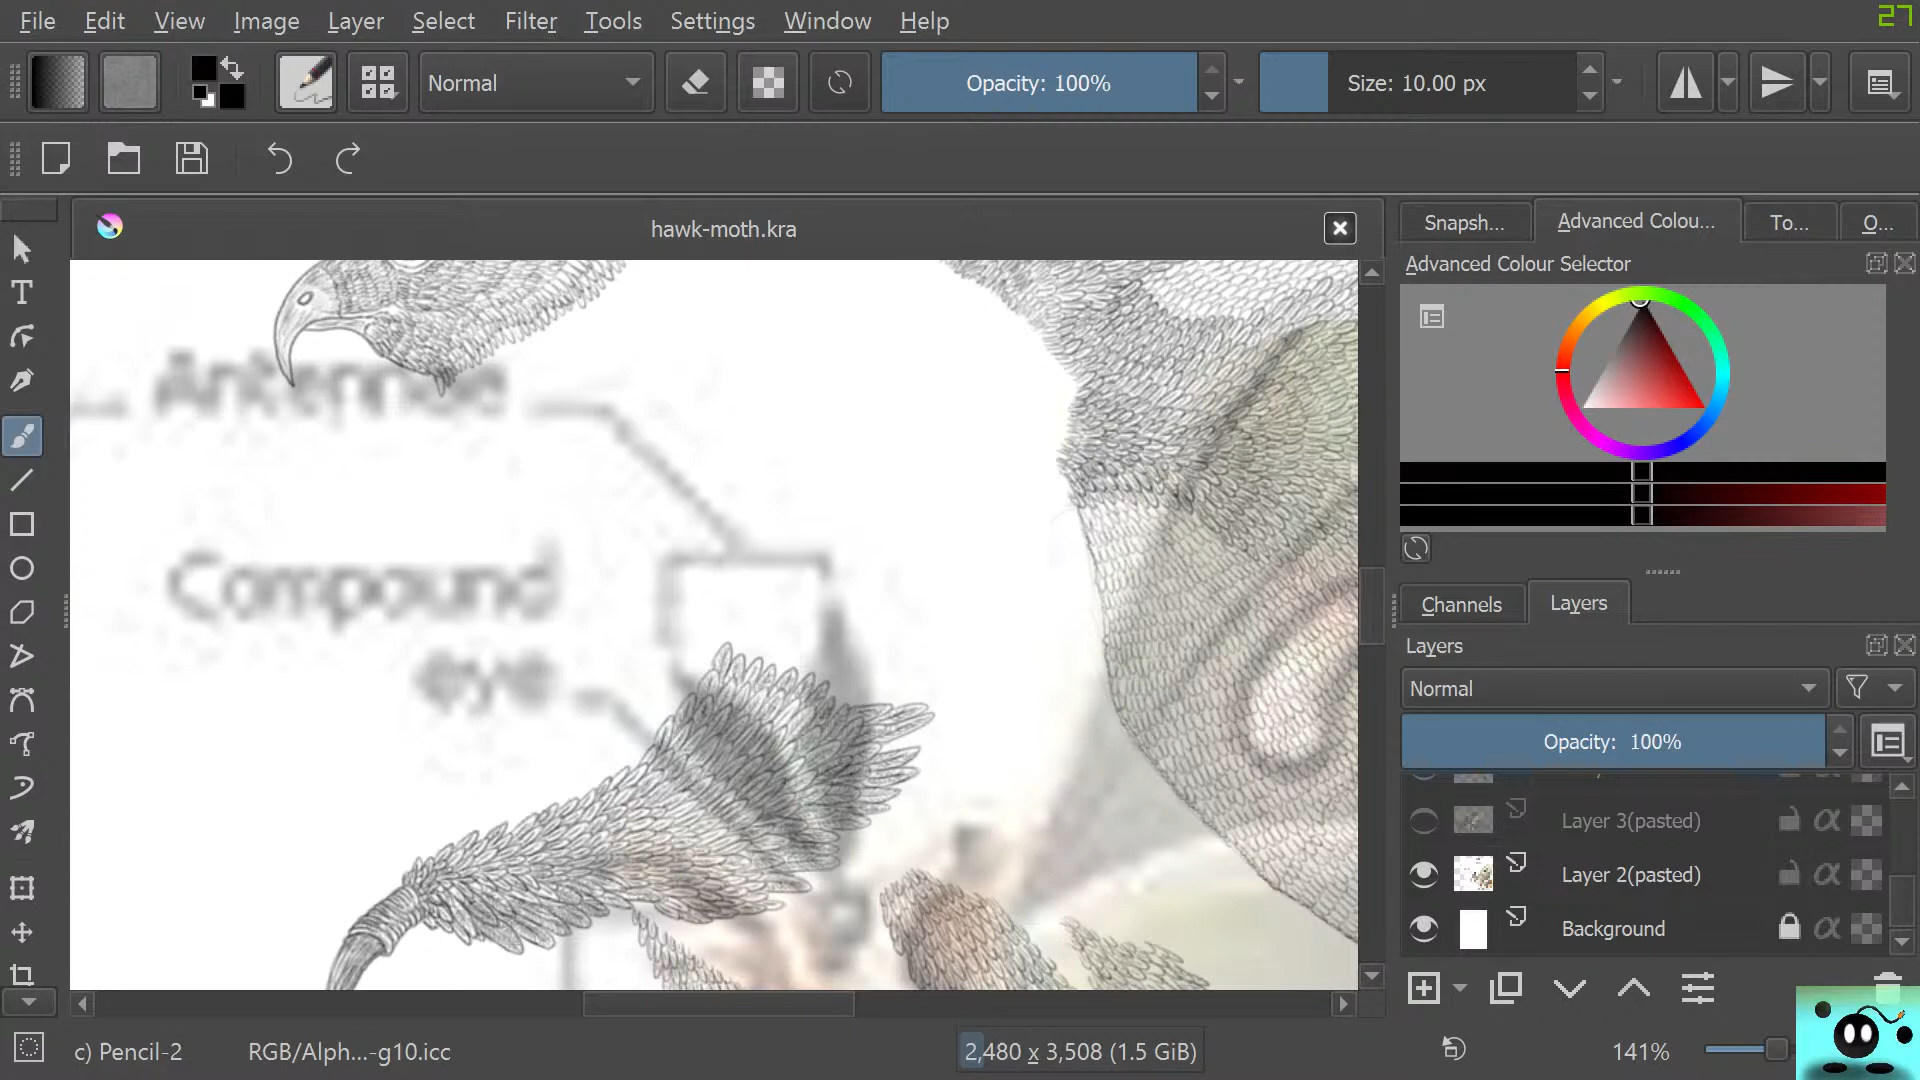 File Edit View Image Layer Select Filter Tools Settings Window Help
27
Normal
Opacity: 100%
Size: 10.00 px
hawk-moth.kra
Snapsh...
Advanced Colou...
To...
O...
Advanced Colour Selector
Antennae
Compound
eye
Channels
Layers
Layers
Normal
Opacity: 100%
Layer 3(pasted)
Layer 2(pasted)
Background
c) Pencil-2
RGB/Alph...-g10.icc
2,480 x 3,508 (1.5 GiB)
141%